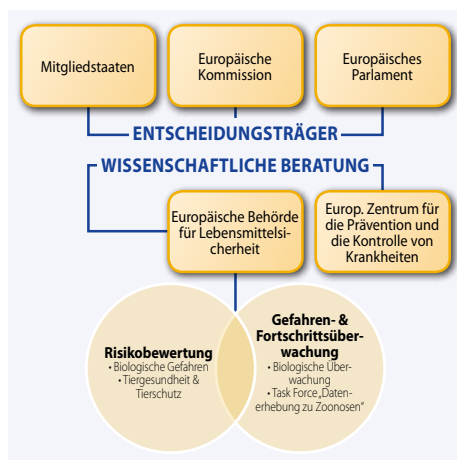 Mitgliedstaaten
Europäische
Kommission
Europäisches
Parlament
ENTSCHEIDUNGSTRÄGER
WISSENSCHAFTLICHE BERATUNG
Europäische Behörde
für Lebensmittelsi-
cherheit
Europ. Zentrum für
die Prävention und
die Kontrolle von
Krankheiten
Risikobewertung
• Biologische Gefahren
• Tiergesundheit &
Tierschutz
Gefahren- &
Fortschrittsüber-
wachung
• Biologische Über-
wachung
• Task Force „Daten-
erhebung zu Zoonosen“